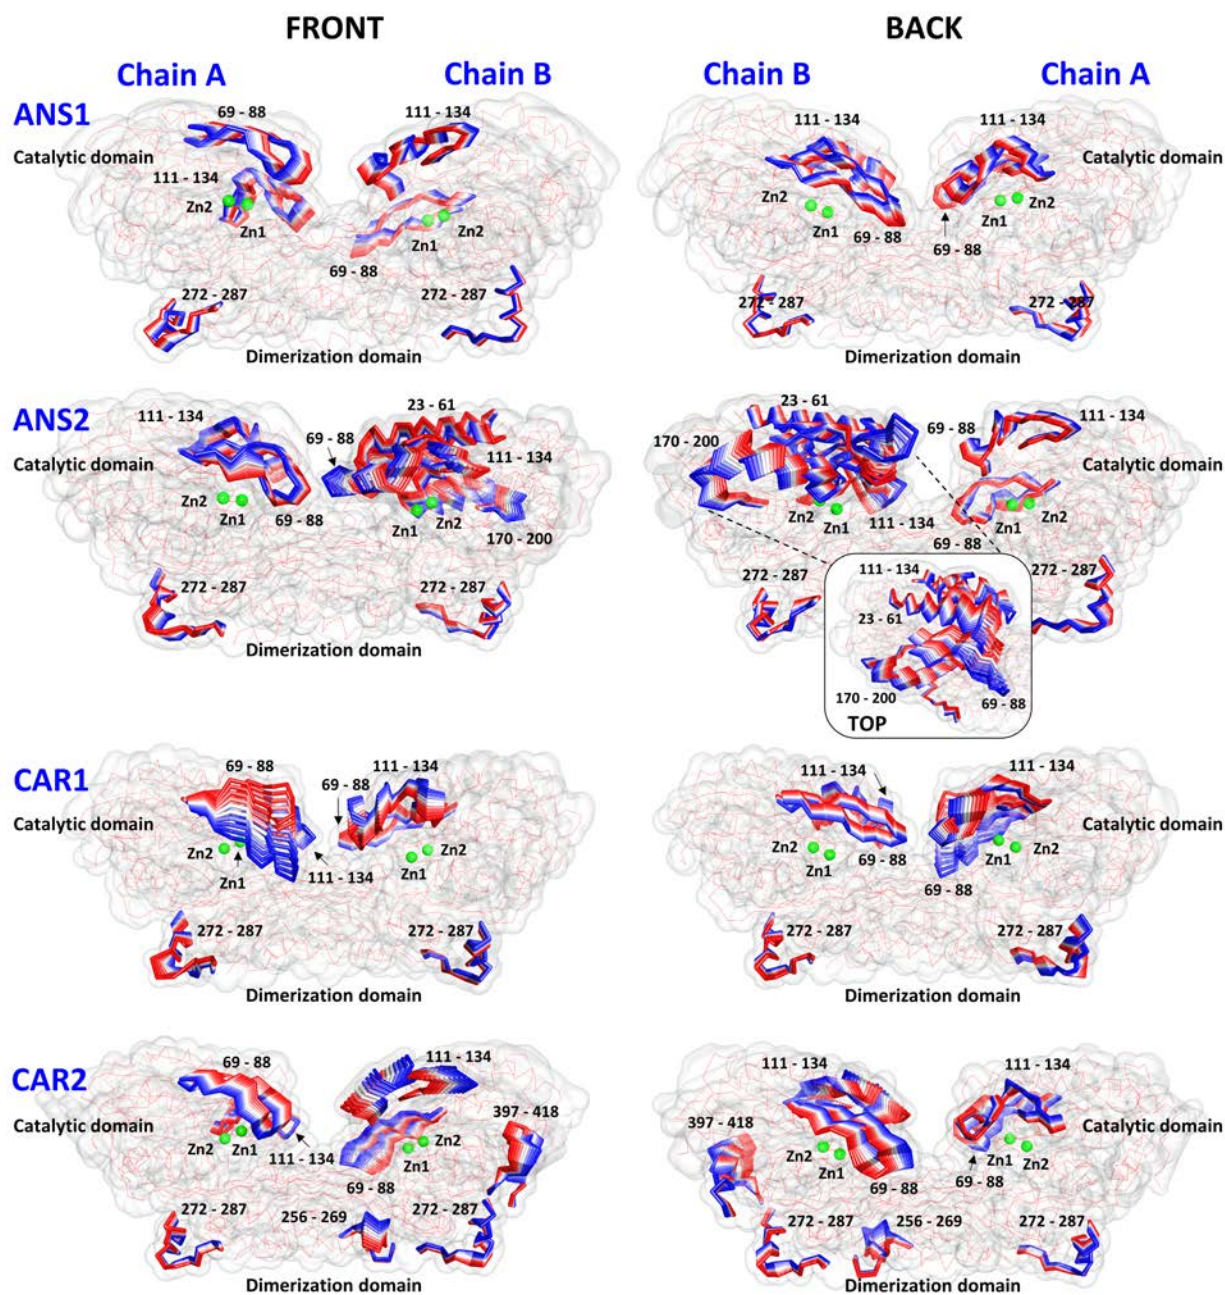 FRONT
BACK
Chain A
Chain B
Chain B
Chain A
ANS1
69 - 88
111 - 134
111 - 134
111 - 134
Catalytic domain
Catalytic domain
111 - 134
Zn2
Zn1
Zn2
Zn1
69 - 88
Zn2
Zn1
69 - 88
Zn2
Zn1
69 - 88
272 - 287
272 - 287
272 - 287
272 - 287
Dimerization domain
Dimerization domain
ANS2
111 - 134
23 - 61
69 - 88
111 - 134
23 - 61
170 - 200
69 - 88
111 - 134
Catalytic domain
Catalytic domain
Zn2
Zn1
69 - 88
Zn1
Zn2
170 - 200
Zn2
Zn1
111 - 134
Zn1
Zn2
69 - 88
272 - 287
272 - 287
272 - 287
272 - 287
Dimerization domain
111 - 134
23 - 61
170 - 200
69 - 88
TOP
CAR1
69 - 88
111 - 134
69 - 88
111 - 134
111 - 134
Catalytic domain
Catalytic domain
Zn2
Zn1
111 - 134
Zn2
Zn1
Zn2
Zn1
69 - 88
Zn1
Zn2
69 - 88
272 - 287
272 - 287
272 - 287
272 - 287
Dimerization domain
Dimerization domain
CAR2
69 - 88
111 - 134
111 - 134
111 - 134
Catalytic domain
Catalytic domain
397 - 418
397 - 418
Zn2
Zn1
111 - 134
Zn2
Zn1
69 - 88
Zn2
Zn1
69 - 88
Zn1
Zn2
69 - 88
272 - 287
256 - 269
272 - 287
272 - 287
256 - 269
272 - 287
Dimerization domain
Dimerization domain